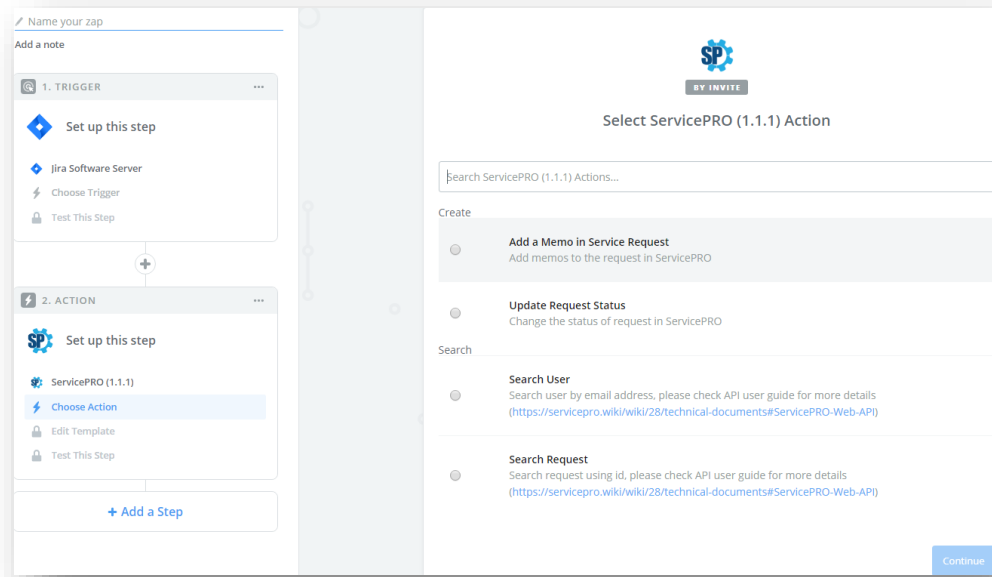 Name your zap
Add a note
1. TRIGGER
Set up this step
Jira Software Server
Choose Trigger
Test This Step
2. ACTION
SP
Set up this step
SP
ServicePRO (1.1.1)
Choose Action
Edit Template
Test This Step
+ Add a Step
SP
BY INVITE
Select ServicePRO (1.1.1) Action
Search ServicePRO (1.1.1) Actions...
Create
Add a Memo in Service Request
Add memos to the request in ServicePRO
Update Request Status
Change the status of request in ServicePRO
Search
Search User
Search user by email address, please check API user guide for more details
(https://servicepro.wiki/wiki/28/technical-documents#ServicePRO-Web-API)
Search Request
Search request using id, please check API user guide for more details
(https://servicepro.wiki/wiki/28/technical-documents#ServicePRO-Web-API)
Continue